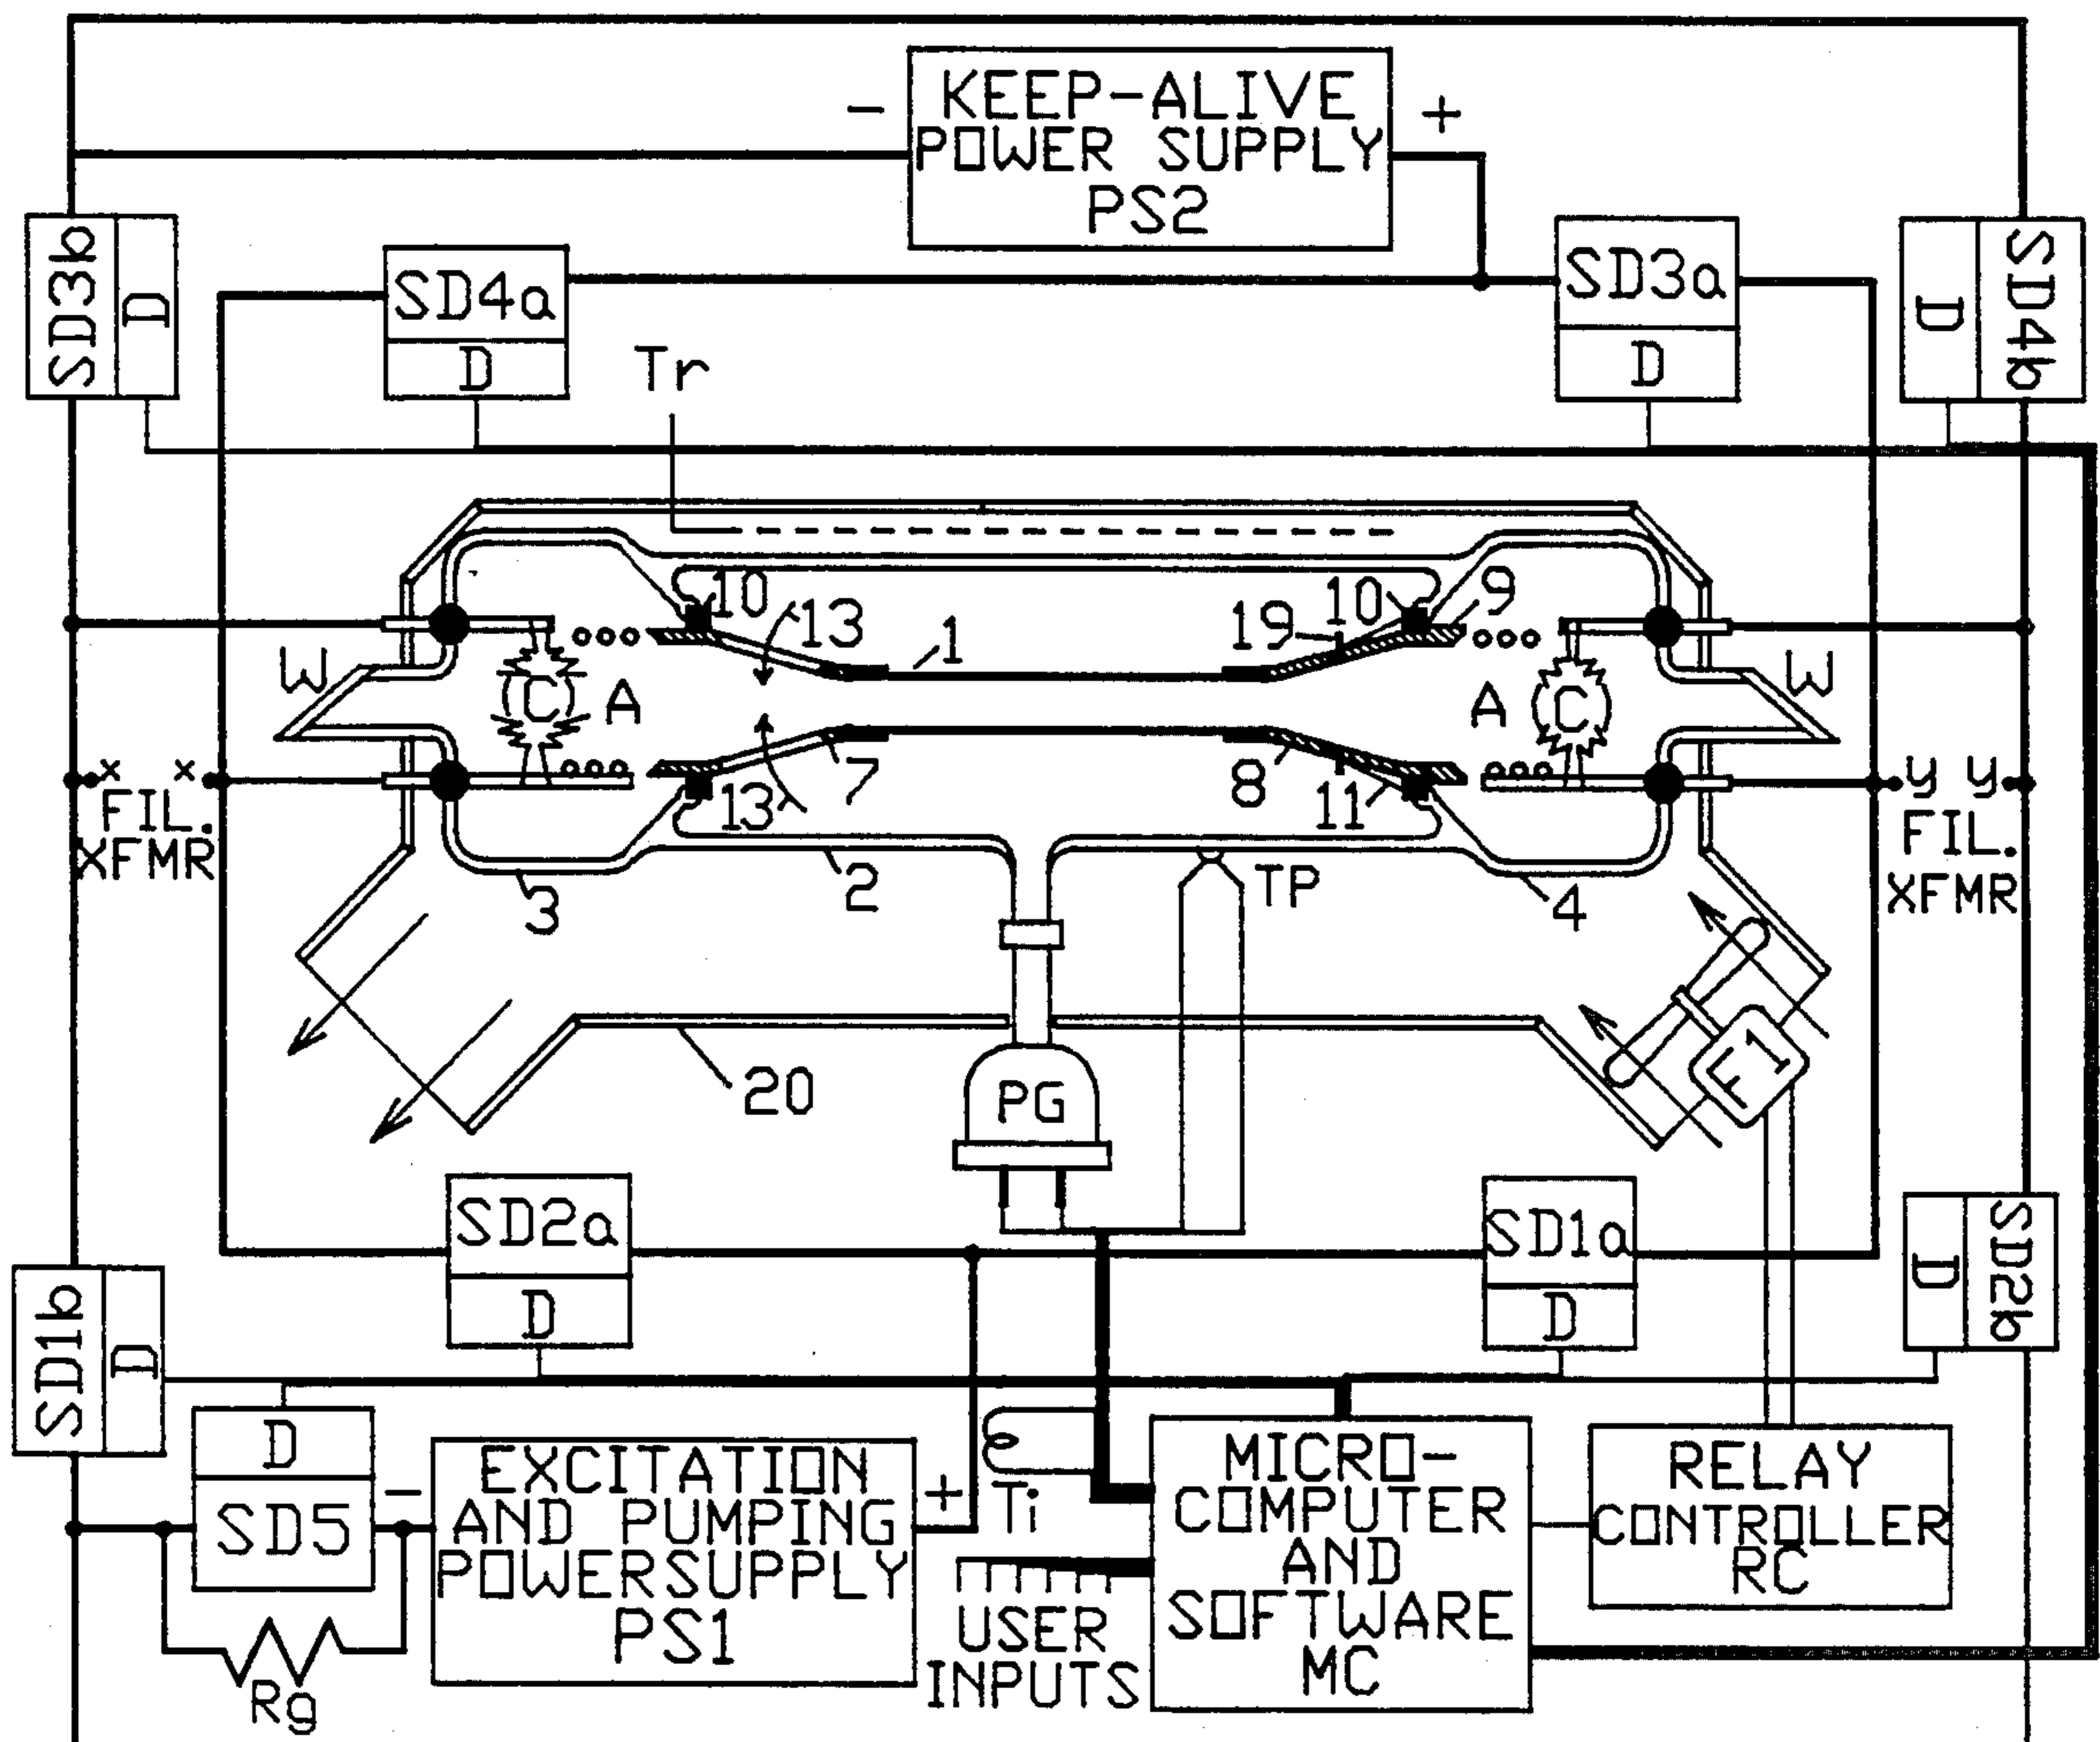 KEEP-ALIVE
POWER SUPPLY
PS2
- +
SD3b
D
SD4a
D
SD3a
D
D
SD4b
Tr
10
13
1
19
10
9
W
C
A
A
C
W
x x
FIL.
XFMR
13
7
8
11
y y
FIL.
XFMR
3
2
TP
4
20
PG
F1
SD2a
D
SD1a
D
D
SD2b
SD1b
D
D
SD5
-
EXCITATION
AND PUMPING
POWERSUPPLY
PS1
+
Ti
Rg
USER
INPUTS
MICRO-
COMPUTER
AND
SOFTWARE
MC
RELAY
CONTROLLER
RC